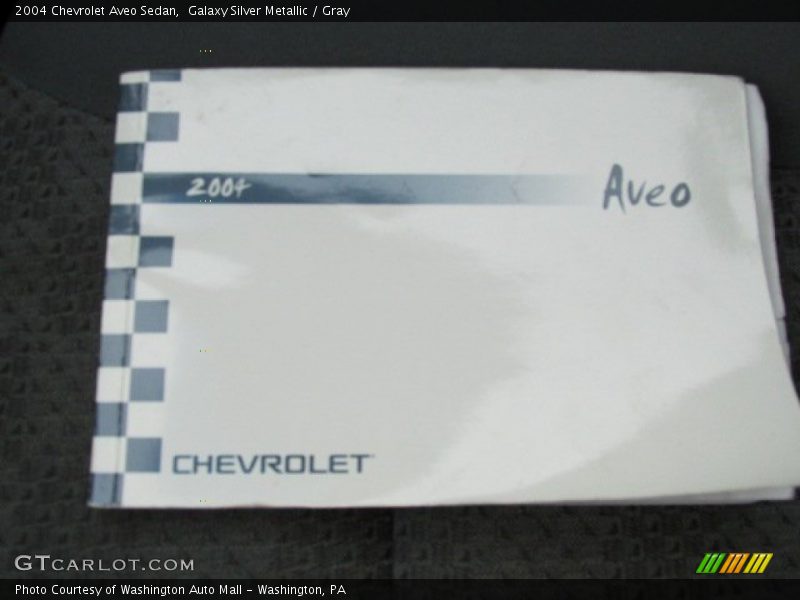 2004 Chevrolet Aveo Sedan,  Galaxy Silver Metallic / Gray
2004 Aveo
CHEVROLET
GTCARLOT.COM
Photo Courtesy of Washington Auto Mall - Washington, PA